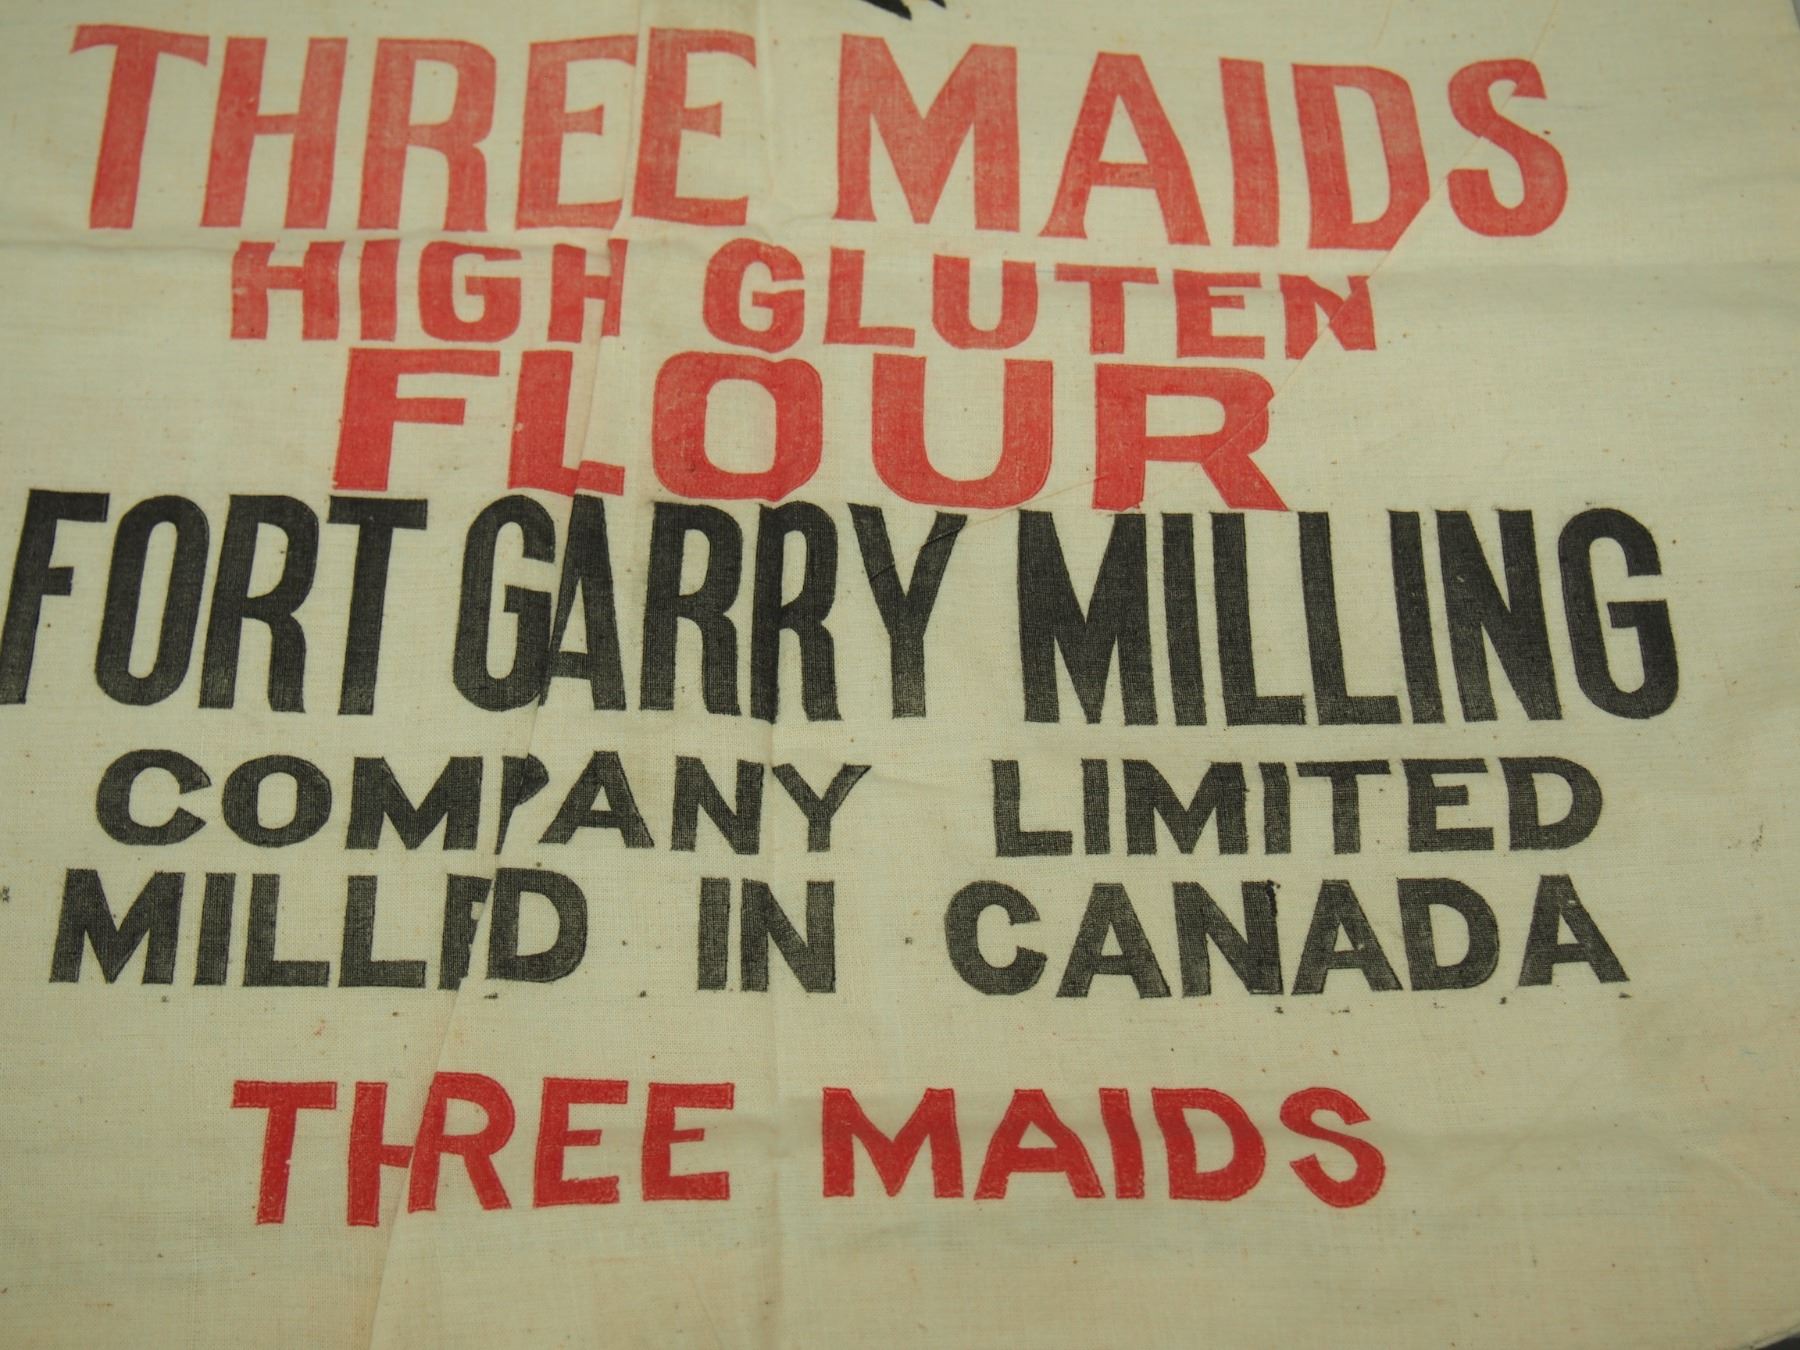 THREE MAIDS
HIGH GLUTEN
FLOUR
FORT GARRY MILLING
COMPANY LIMITED
MILLED IN CANADA
THREE MAIDS